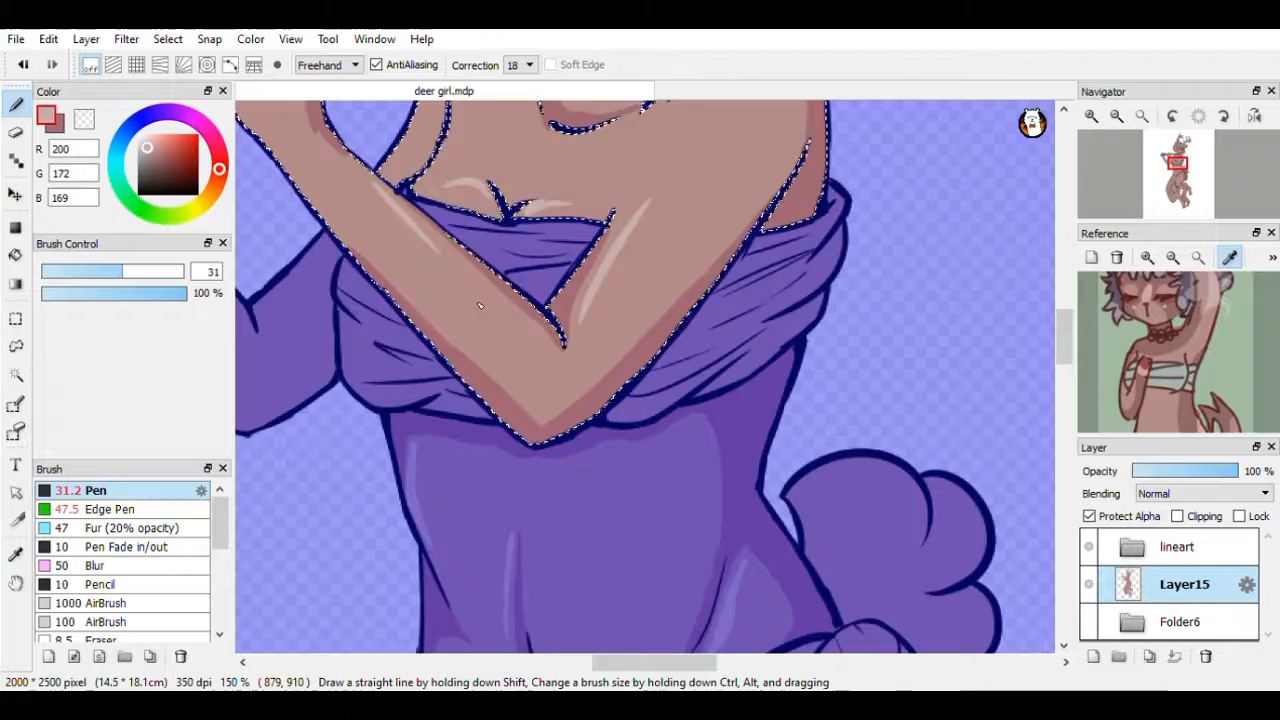 File Edit Layer Filter Select Snap Color View Tool Window Help
off Freehand AntiAliasing Correction 18 Soft Edge
Color
deer girl.mdp
Navigator
R 200
G 172
B 169
Reference
Brush Control
31
100 %
Layer
Opacity 100 %
Blending Normal
Protect Alpha Clipping Lock
Brush
31.2 Pen
47.5 Edge Pen
47 Fur (20% opacity)
10 Pen Fade in/out
50 Blur
10 Pencil
1000 AirBrush
100 AirBrush
8.5 Eraser
lineart
Layer15
Folder6
2000 * 2500 pixel (14.5 * 18.1cm) 350 dpi 150 % ( 879, 910 ) Draw a straight line by holding down Shift, Change a brush size by holding down Ctrl, Alt, and dragging